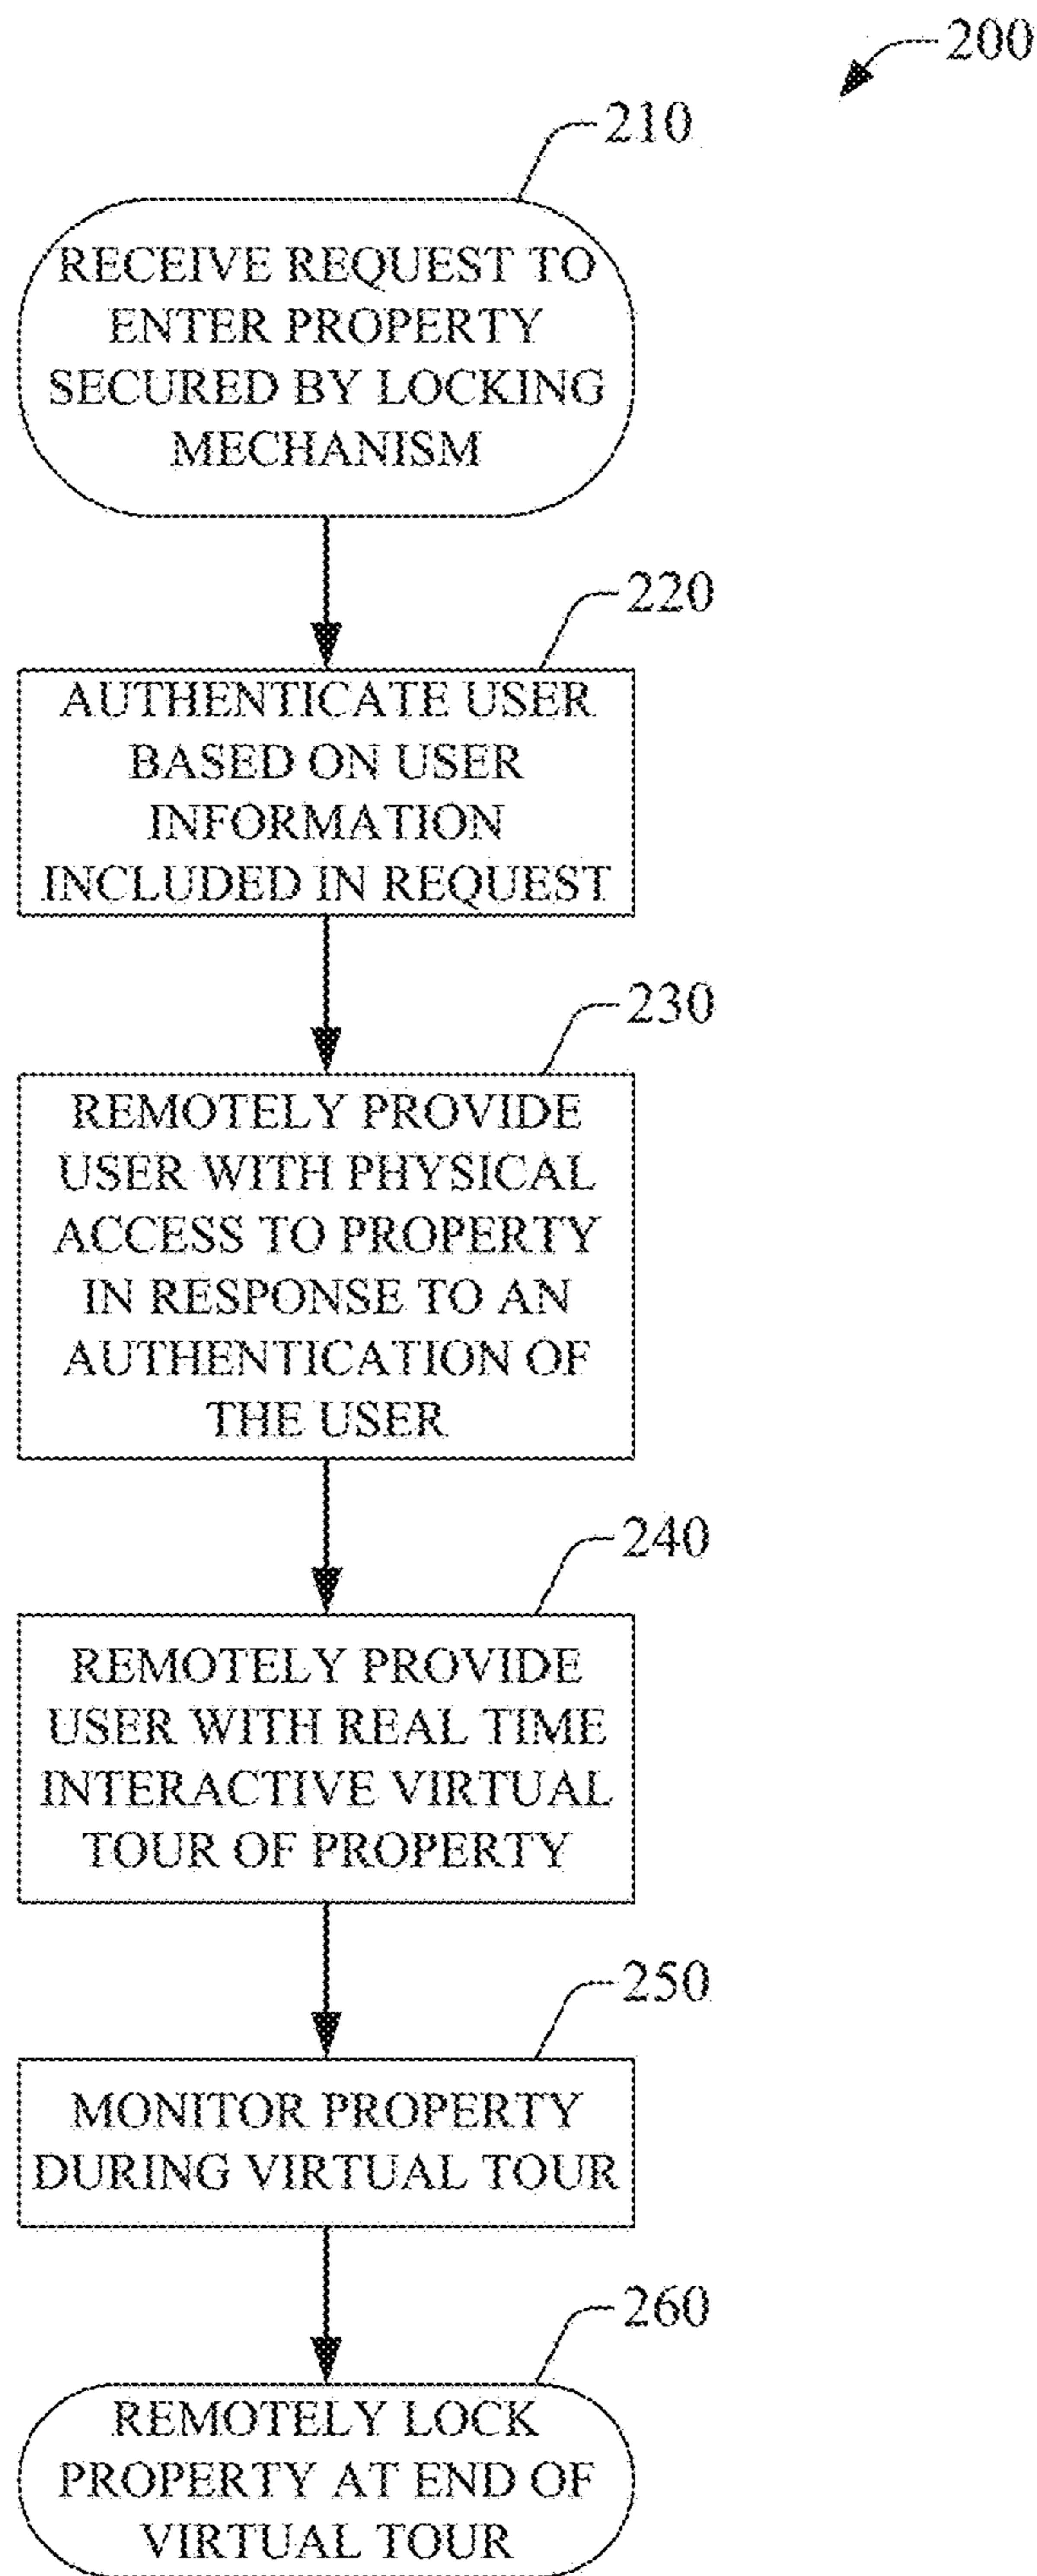 200
210
RECEIVE REQUEST TO
ENTER PROPERTY
SECURED BY LOCKING
MECHANISM
220
AUTHENTICATE USER
BASED ON USER
INFORMATION
INCLUDED IN REQUEST
230
REMOTELY PROVIDE
USER WITH PHYSICAL
ACCESS TO PROPERTY
IN RESPONSE TO AN
AUTHENTICATION OF
THE USER
240
REMOTELY PROVIDE
USER WITH REAL TIME
INTERACTIVE VIRTUAL
TOUR OF PROPERTY
250
MONITOR PROPERTY
DURING VIRTUAL TOUR
260
REMOTELY LOCK
PROPERTY AT END OF
VIRTUAL TOUR